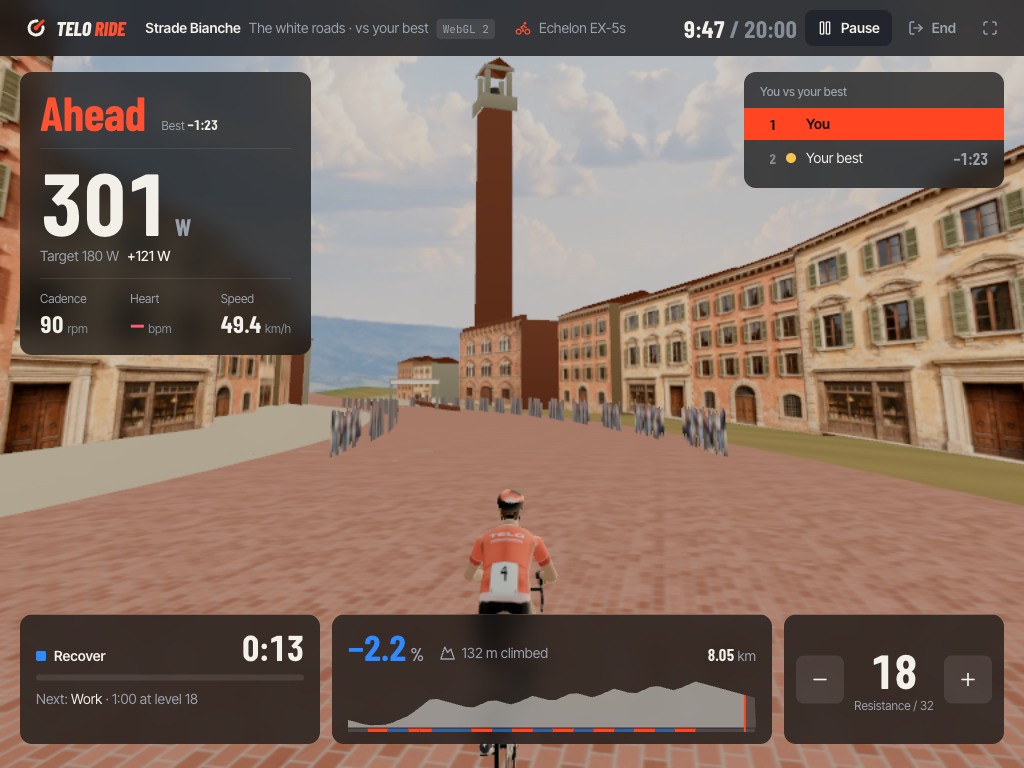 TELO RIDE Strade Bianche The white roads · vs your best WebGL 2 Echelon EX-5s 9:47 / 20:00 Pause End
Ahead Best −1:23
301 W
Target 180 W +121 W
Cadence Heart Speed
90 rpm — bpm 49.4 km/h
You vs your best
1 You
2 Your best −1:23
TELO
4
Recover 0:13
Next: Work · 1:00 at level 18
−2.2 % 132 m climbed 8.05 km
− 18 +
Resistance / 32